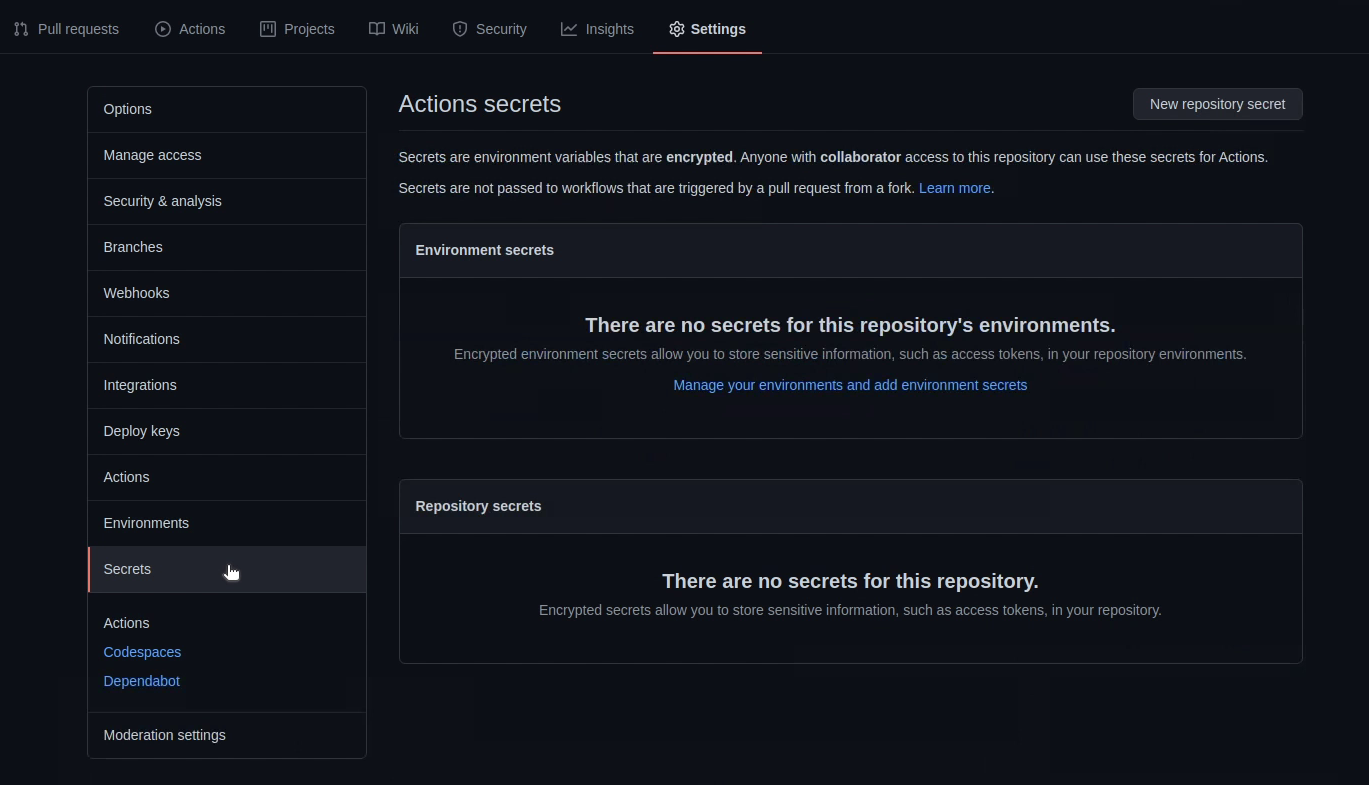 Pull requests Actions Projects Wiki Security Insights Settings
Options
Manage access
Security & analysis
Branches
Webhooks
Notifications
Integrations
Deploy keys
Actions
Environments
Secrets
Actions
Codespaces
Dependabot
Moderation settings
Actions secrets
New repository secret
Secrets are environment variables that are encrypted. Anyone with collaborator access to this repository can use these secrets for Actions.
Secrets are not passed to workflows that are triggered by a pull request from a fork. Learn more.
Environment secrets
There are no secrets for this repository's environments.
Encrypted environment secrets allow you to store sensitive information, such as access tokens, in your repository environments.
Manage your environments and add environment secrets
Repository secrets
There are no secrets for this repository.
Encrypted secrets allow you to store sensitive information, such as access tokens, in your repository.